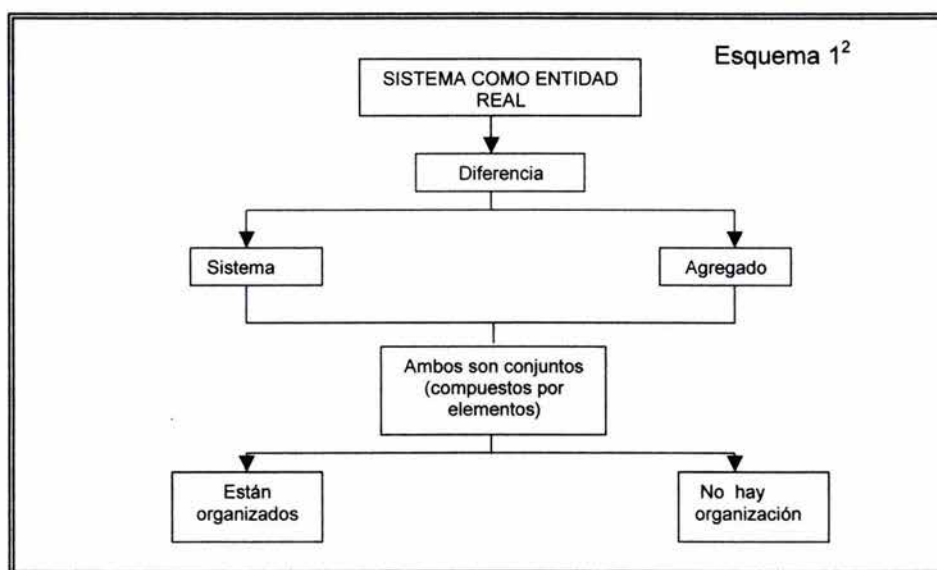 Esquema 1²
SISTEMA COMO ENTIDAD
REAL
Diferencia
Sistema
Agregado
Ambos son conjuntos
(compuestos por
elementos)
Están
organizados
No hay
organización